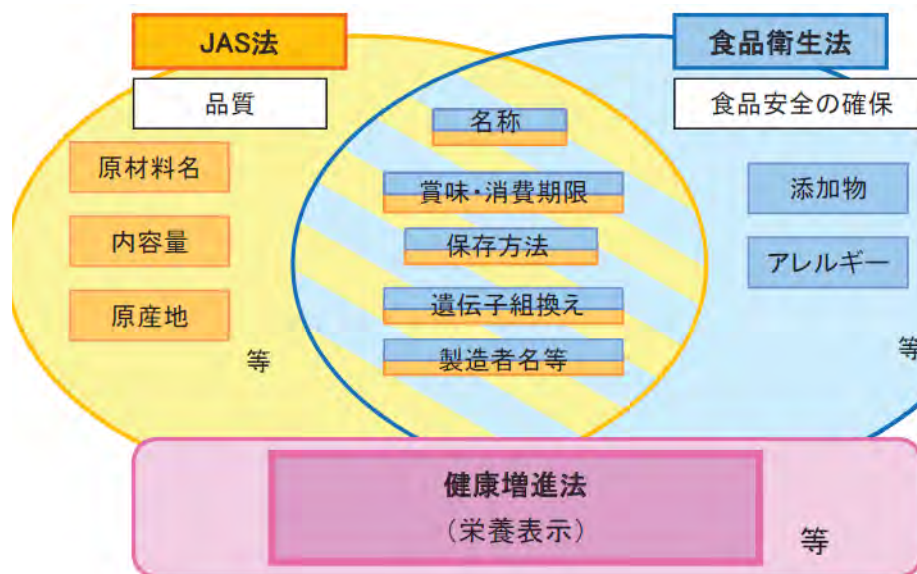 JAS法
品質
原材料名
内容量
原産地
等
名称
賞味・消費期限
保存方法
遺伝子組換え
製造者名等
食品衛生法
食品安全の確保
添加物
アレルギー
等
健康増進法
(栄養表示)
等